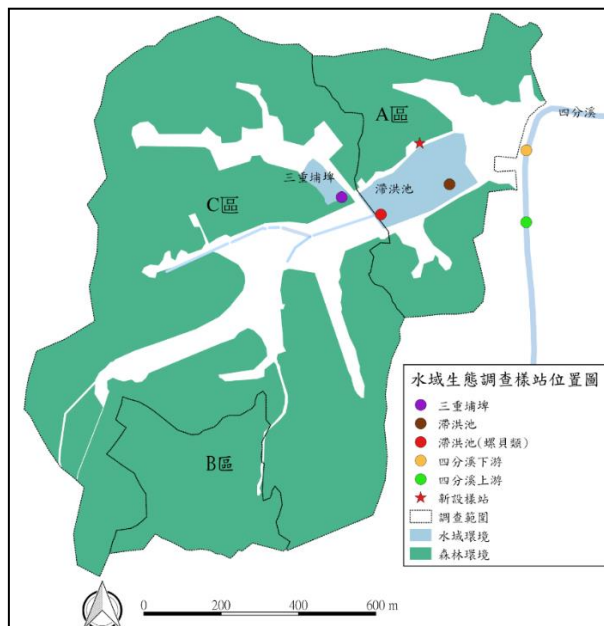 四分溪
A區
三重埔埤
滯洪池
C區
B區
水域生態調查樣站位置圖
三重埔埤
滯洪池
滯洪池(螺貝類)
四分溪下游
四分溪上游
新設樣站
調查範圍
水域環境
森林環境
0 200 400 600 m